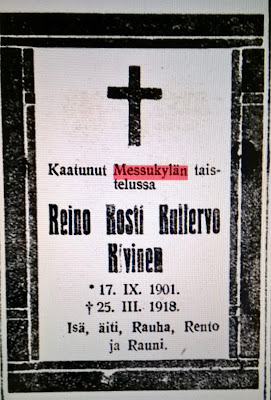 Kaatunut Messukylän tais-
telussa
Reino Kosti Kullervo
Kivinen
* 17. IX. 1901.
† 25. III. 1918.
Isä, äiti, Rauha, Rento
ja Rauni.